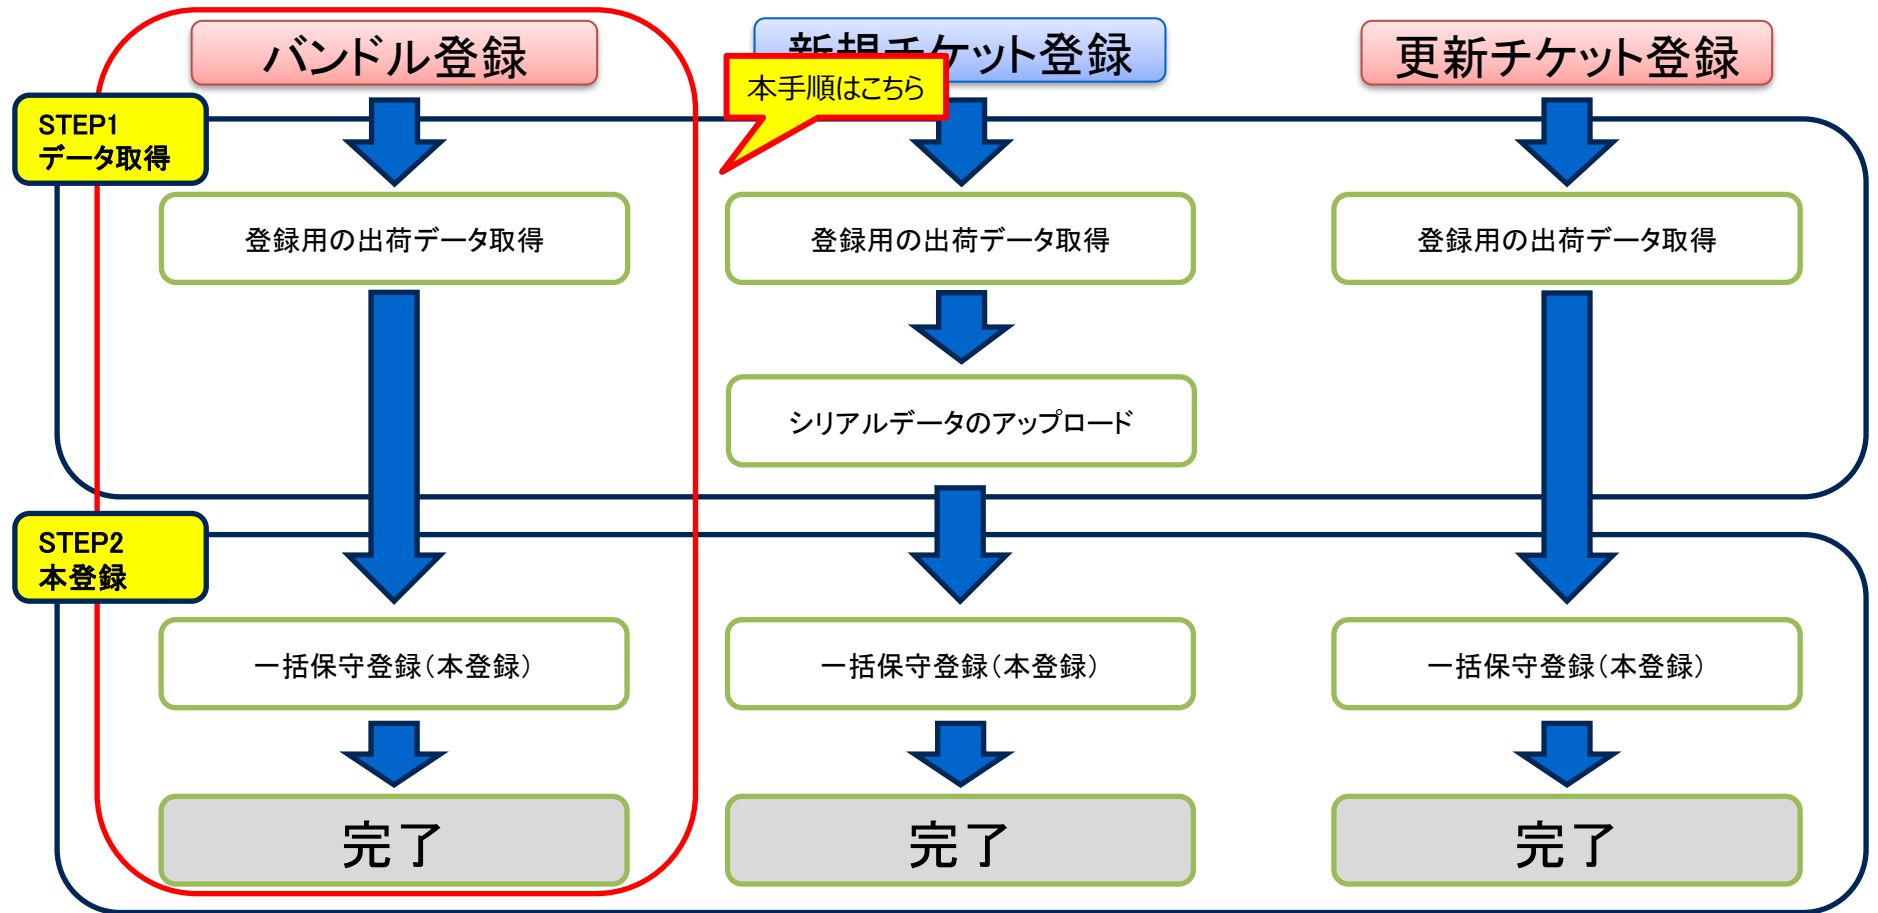 バンドル登録
新規チケット登録
更新チケット登録
本手順はこちら
STEP1
データ取得
登録用の出荷データ取得
登録用の出荷データ取得
登録用の出荷データ取得
シリアルデータのアップロード
STEP2
本登録
一括保守登録（本登録）
一括保守登録（本登録）
一括保守登録（本登録）
完了
完了
完了